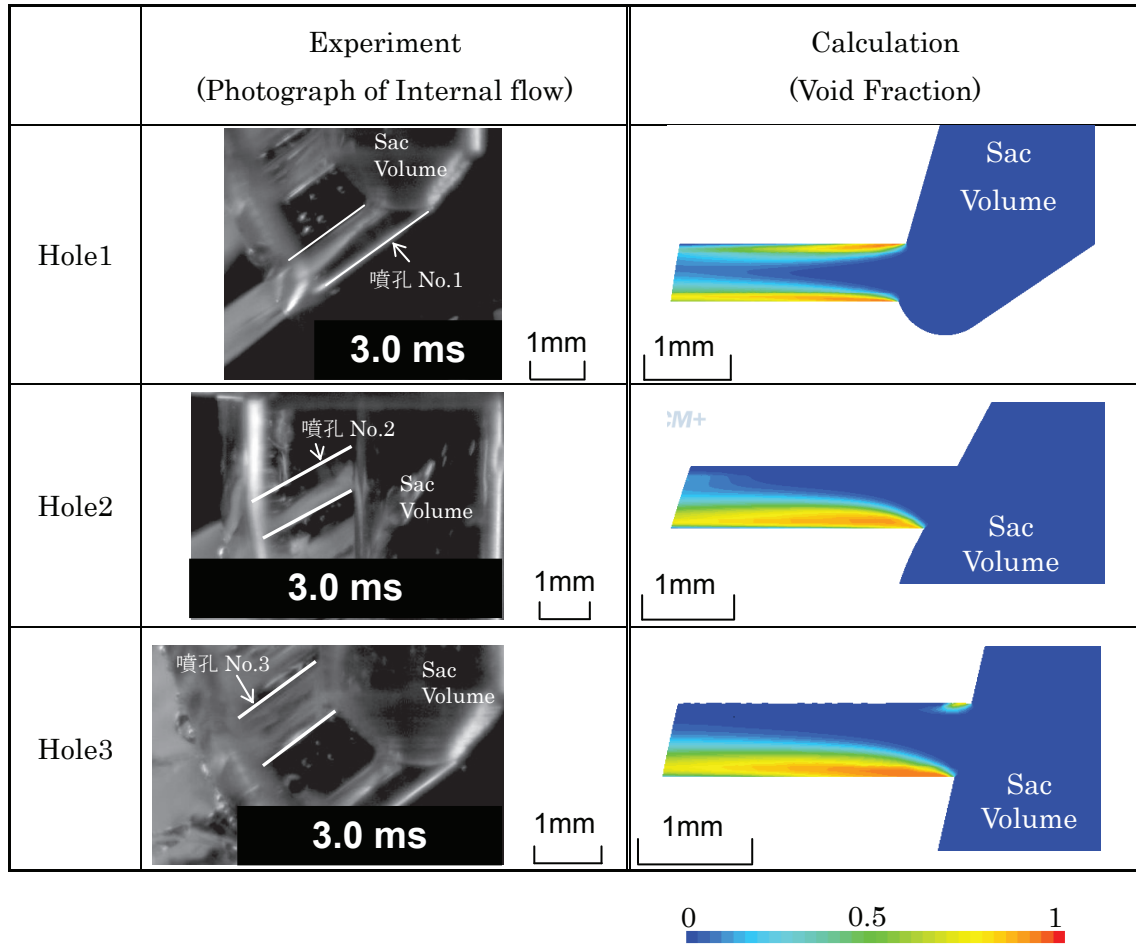 Experiment
(Photograph of Internal flow)
Calculation
(Void Fraction)
Hole1
Sac
Volume
噴孔 No.1
3.0 ms
1mm
Sac
Volume
1mm
Hole2
噴孔 No.2
Sac
Volume
3.0 ms
1mm
CM+
Sac
Volume
1mm
Hole3
噴孔 No.3
Sac
Volume
3.0 ms
1mm
Sac
Volume
1mm
0 0.5 1